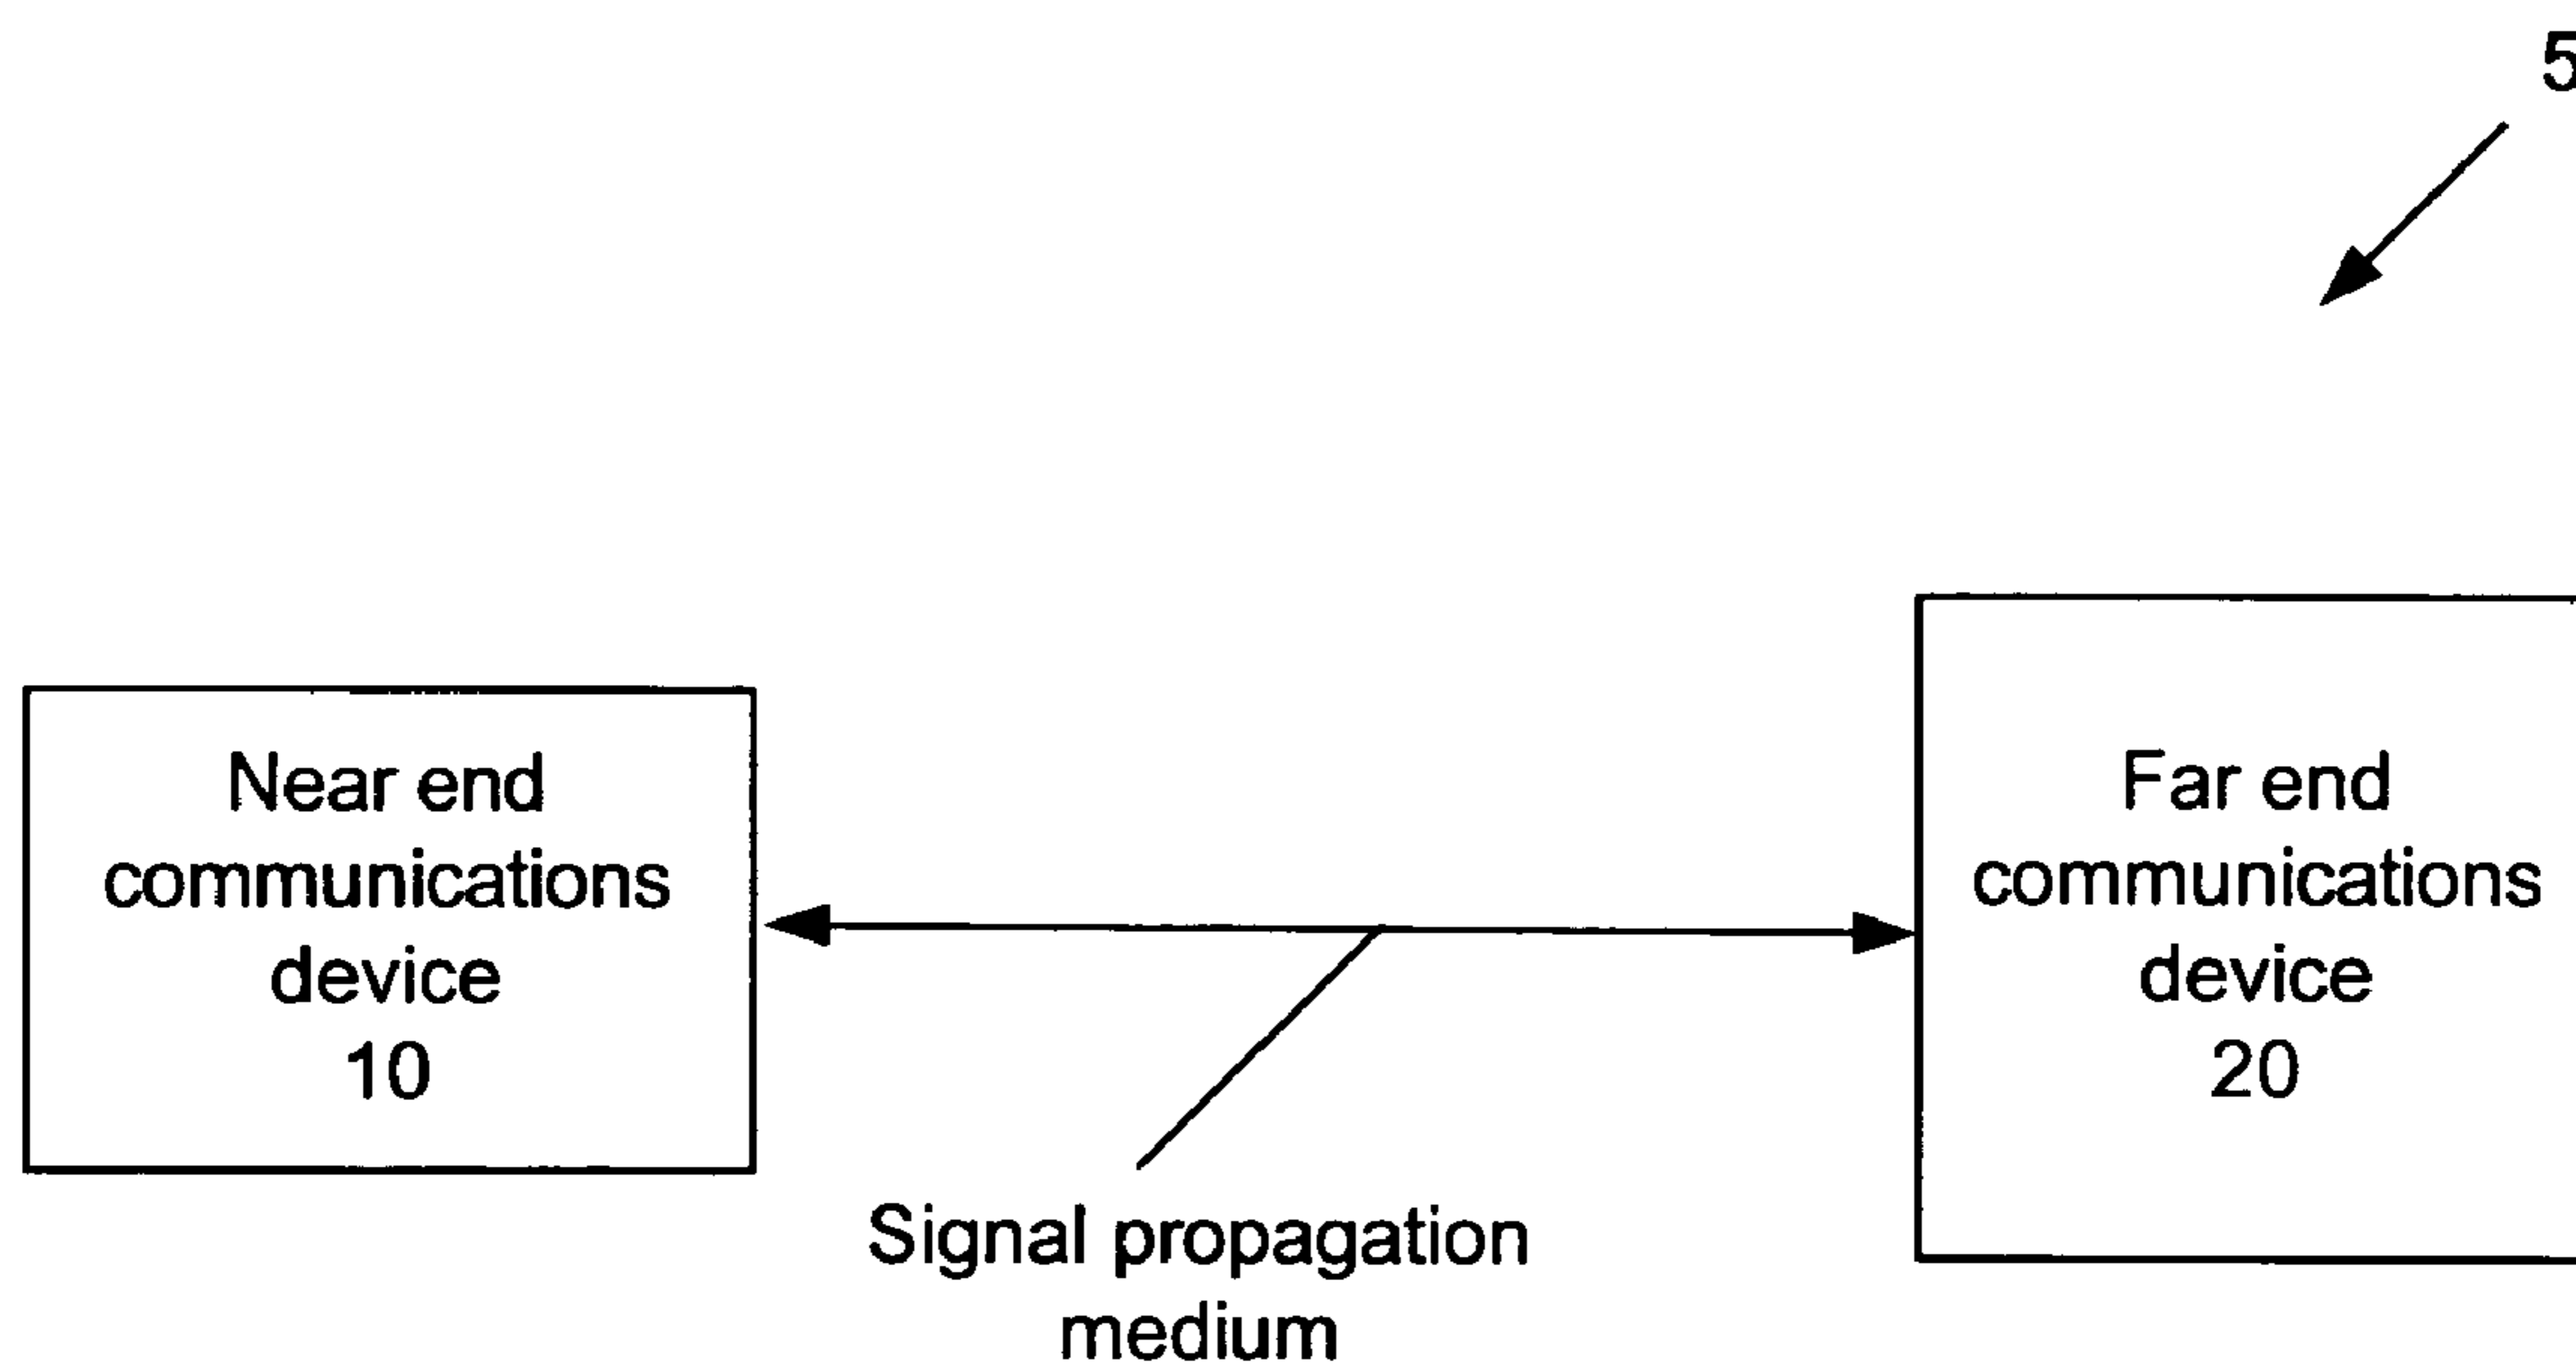 5
Near end
communications
device
10
Far end
communications
device
20
Signal propagation
medium